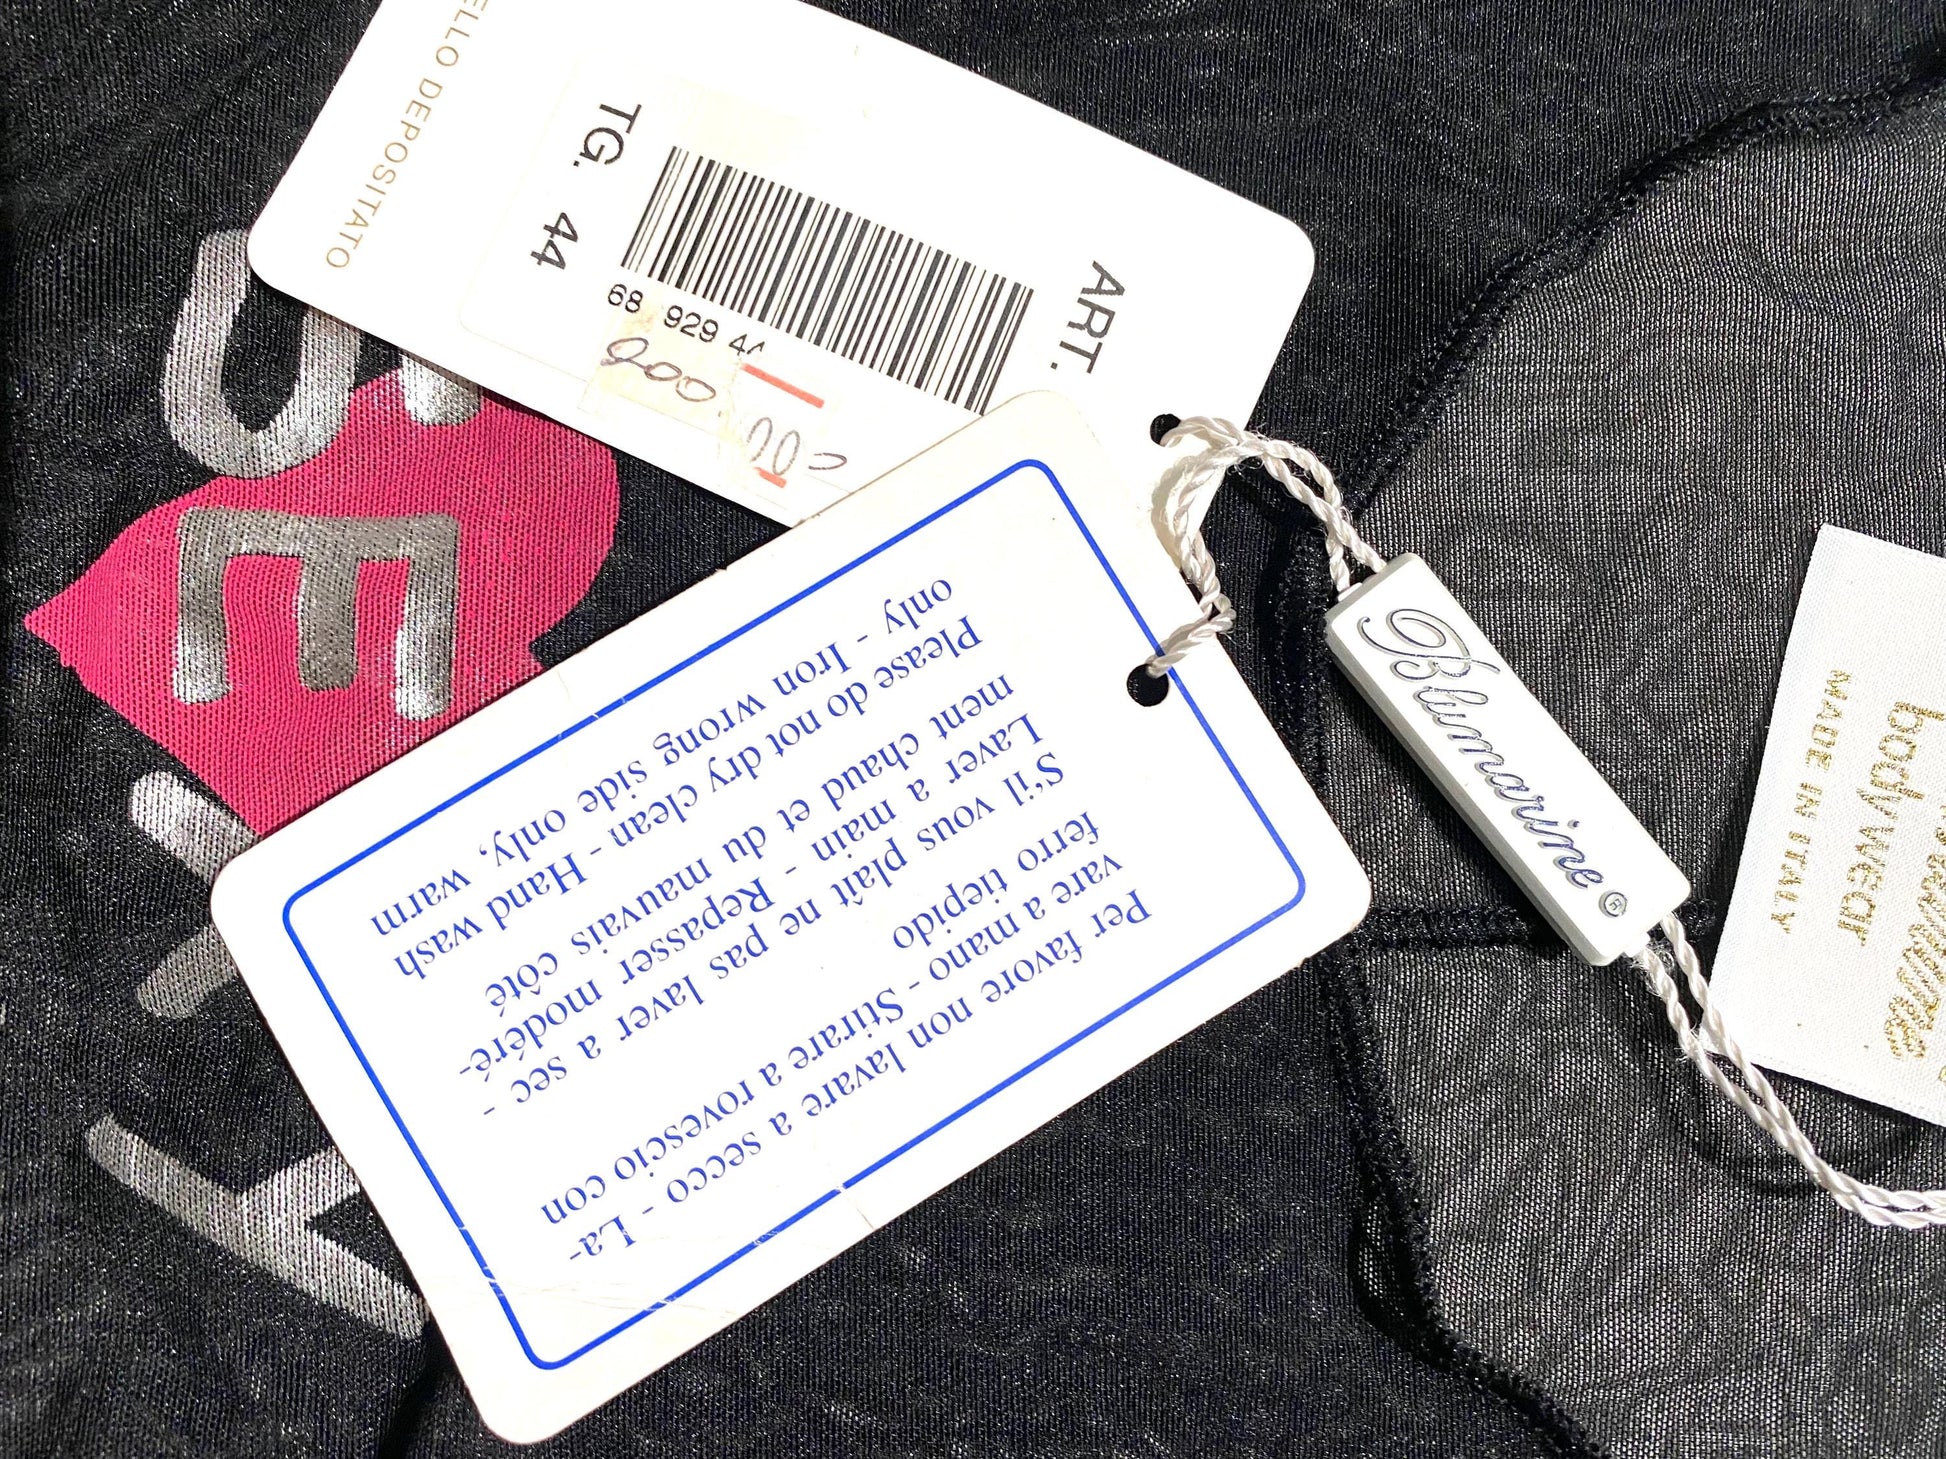 ELLO DEPOSITATO
TG. 44
ART.
68 929 44
Blumarine®
bodywear
MADE IN ITALY
Per favore non lavare a secco - La-
vare a mano - Stirare a rovescio con
ferro tiepido
S'il vous plaît ne pas laver a sec -
Laver a main - Repasser modéré-
ment chaud et du mauvais côté
Please do not dry clean - Hand wash
only - Iron wrong side only, warm